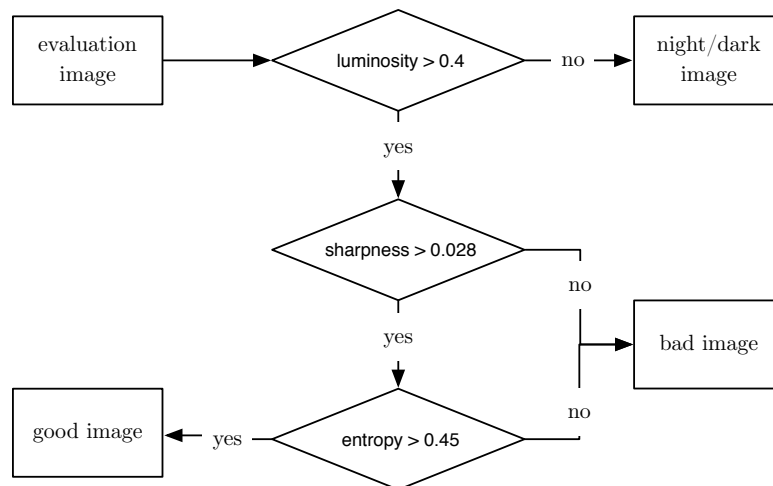 evaluation
image
luminosity > 0.4
no
night/dark
image
yes
sharpness > 0.028
no
yes
bad image
good image
yes
entropy > 0.45
no